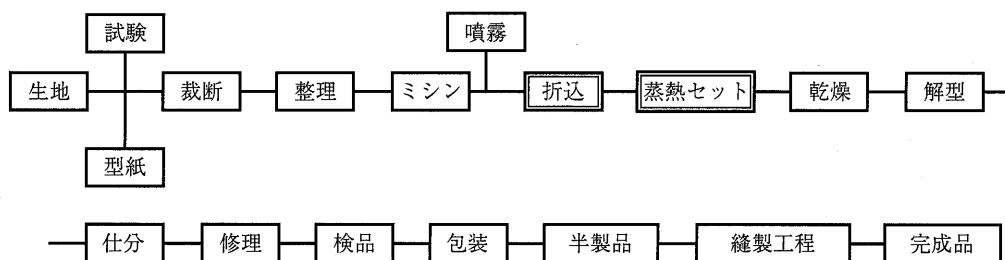 試験
噴霧
生地
裁断
整理
ミシン
折込
蒸熱セット
乾燥
解型
型紙
仕分
修理
検品
包装
半製品
縫製工程
完成品